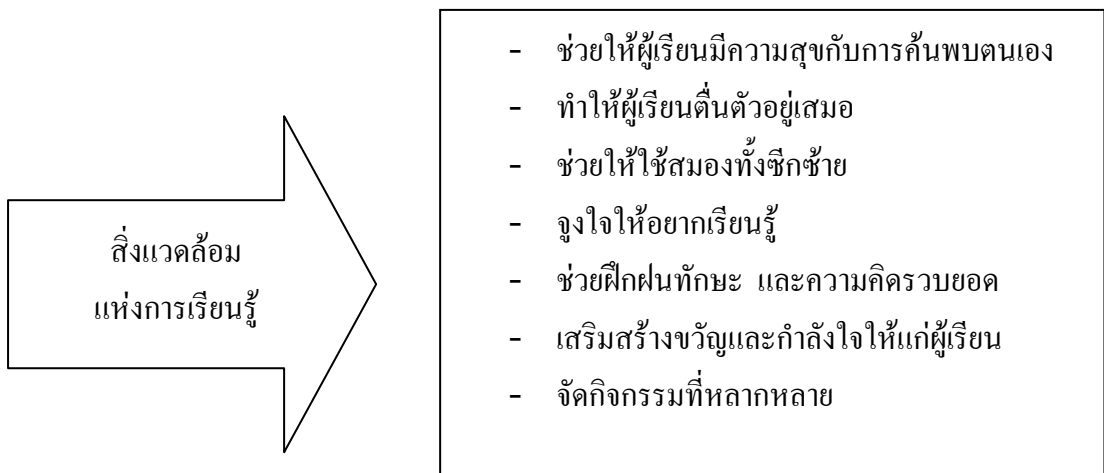 สิ่งแวดล้อม
แห่งการเรียนรู้
- ช่วยให้ผู้เรียนมีความสุขกับการค้นพบตนเอง
- ทำให้ผู้เรียนตื่นตัวอยู่เสมอ
- ช่วยให้ใช้สมองทั้งซีกซ้าย
- จูงใจให้อยากเรียนรู้
- ช่วยฝึกฝนทักษะ และความคิดรวบยอด
- เสริมสร้างขวัญและกำลังใจให้แก่ผู้เรียน
- จัดกิจกรรมที่หลากหลาย